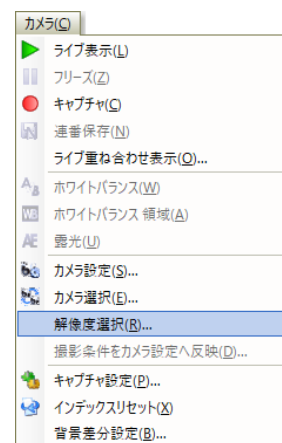 カメラ(C)
ライブ表示(L)
フリーズ(Z)
キャプチャ(C)
連番保存(N)
ライブ重ね合わせ表示(O)...
ホワイトバランス(W)
WB ホワイトバランス 領域(A)
AE 露光(U)
カメラ設定(S)...
カメラ選択(E)...
解像度選択(R)...
撮影条件をカメラ設定へ反映(D)...
キャプチャ設定(P)...
インデックスリセット(X)
背景差分設定(B)...